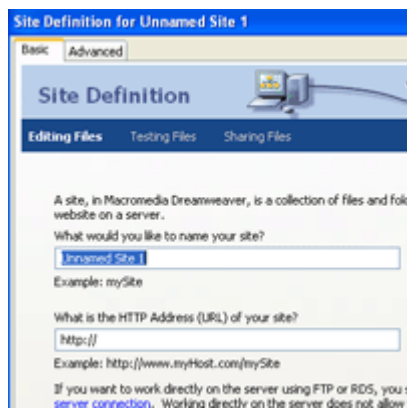 Site Definition for Unnamed Site 1
Basic Advanced
Site Definition
Editing Files Testing Files Sharing Files
A site, in Macromedia Dreamweaver, is a collection of files and
website on a server.
What would you like to name your site?
Unnamed Site 1
Example: mySite
What is the HTTP Address (URL) of your site?
http://
Example: http://www.myHost.com/mySite
If you want to work directly on the server using FTP or RDS, you
server connection. Working directly on the server does not allow